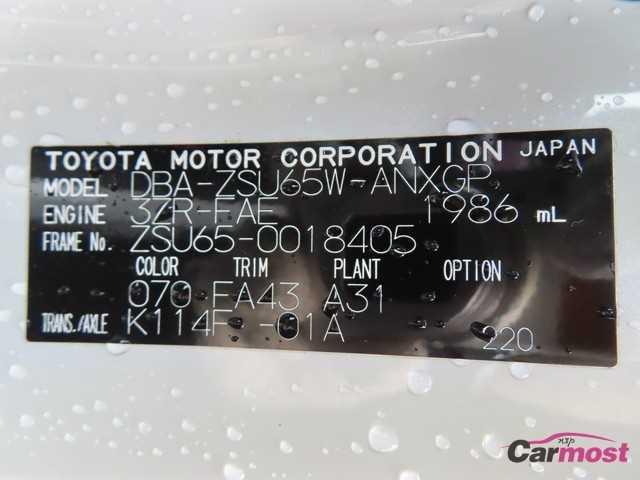 TOYOTA MOTOR CORPORATION JAPAN
MODEL DBA-ZSU65W-ANXGP
ENGINE 3ZR-FAE 1986 mL
FRAME No. ZSU65-0018405
COLOR TRIM PLANT OPTION
070 FA43 A31
TRANS./AXLE K114F -01A
220
nxp
Carmost